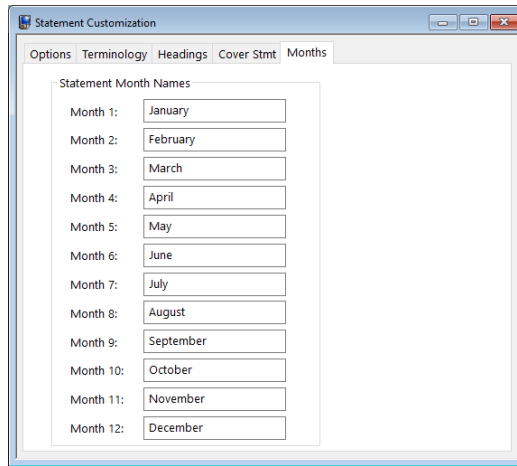 Statement Customization
Options Terminology Headings Cover Stmt Months
Statement Month Names
Month 1: January
Month 2: February
Month 3: March
Month 4: April
Month 5: May
Month 6: June
Month 7: July
Month 8: August
Month 9: September
Month 10: October
Month 11: November
Month 12: December